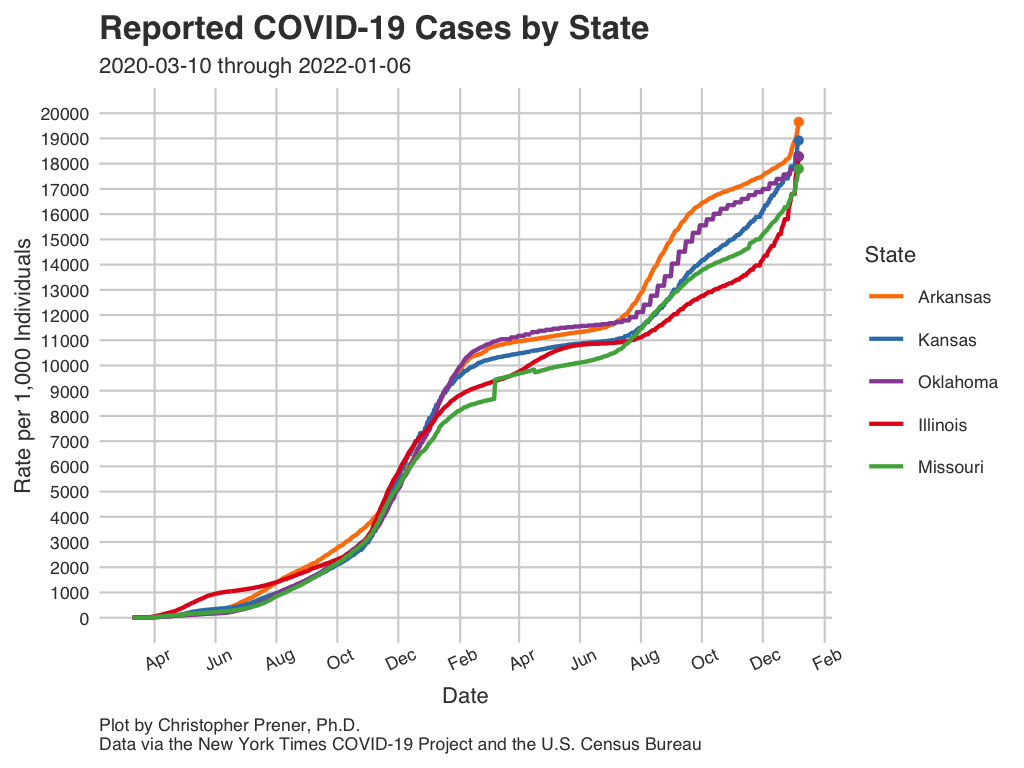 Reported COVID-19 Cases by State
2020-03-10 through 2022-01-06
Rate per 1,000 Individuals
20000
19000
18000
17000
16000
15000
14000
13000
12000
11000
10000
9000
8000
7000
6000
5000
4000
3000
2000
1000
0
Apr Jun Aug Oct Dec Feb Apr Jun Aug Oct Dec Feb
Date
State
Arkansas
Kansas
Oklahoma
Illinois
Missouri
Plot by Christopher Prener, Ph.D.
Data via the New York Times COVID-19 Project and the U.S. Census Bureau